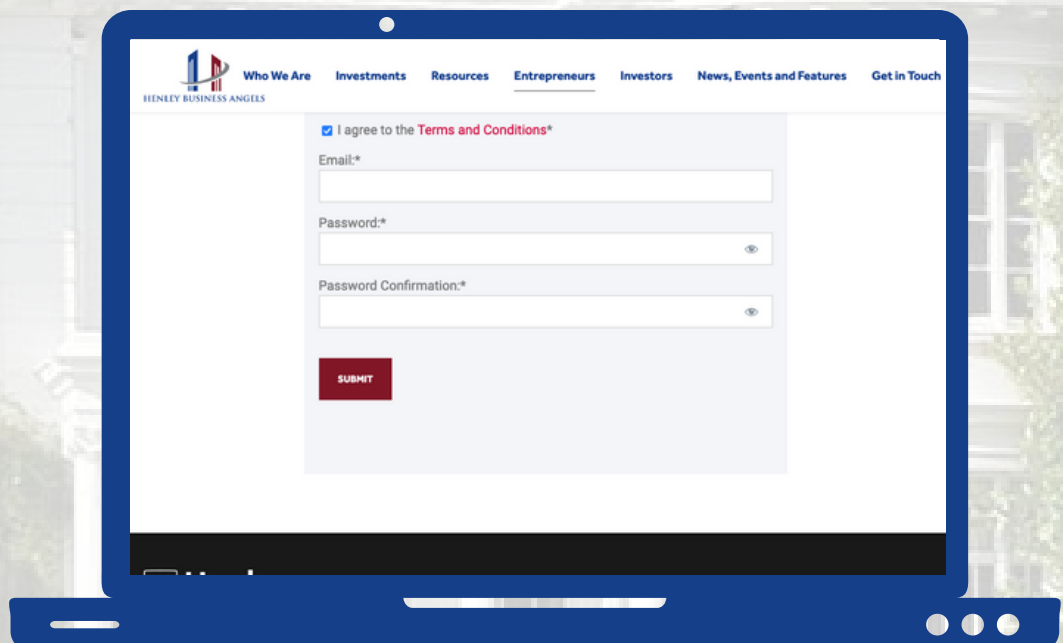 Who We Are Investments Resources Entrepreneurs Investors News, Events and Features Get in Touch
HENLEY BUSINESS ANGELS
I agree to the Terms and Conditions*
Email:*
Password:*
Password Confirmation:*
SUBMIT